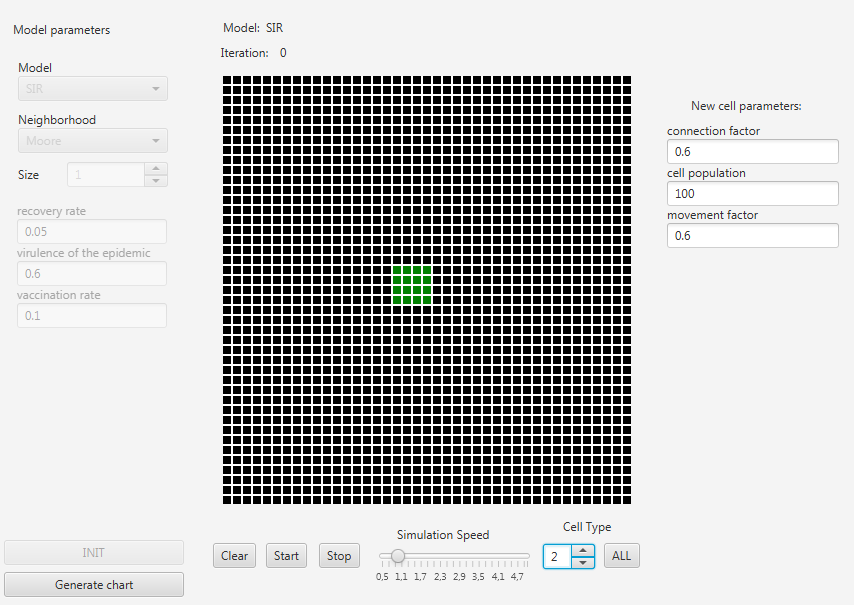 Model parameters
Model
SIR
Neighborhood
Moore
Size
1
recovery rate
0.05
virulence of the epidemic
0.6
vaccination rate
0.1
INIT
Generate chart
Model: SIR
Iteration: 0
Clear
Start
Stop
Simulation Speed
0,5 1,1 1,7 2,3 2,9 3,5 4,1 4,7
Cell Type
2
ALL
New cell parameters:
connection factor
0.6
cell population
100
movement factor
0.6